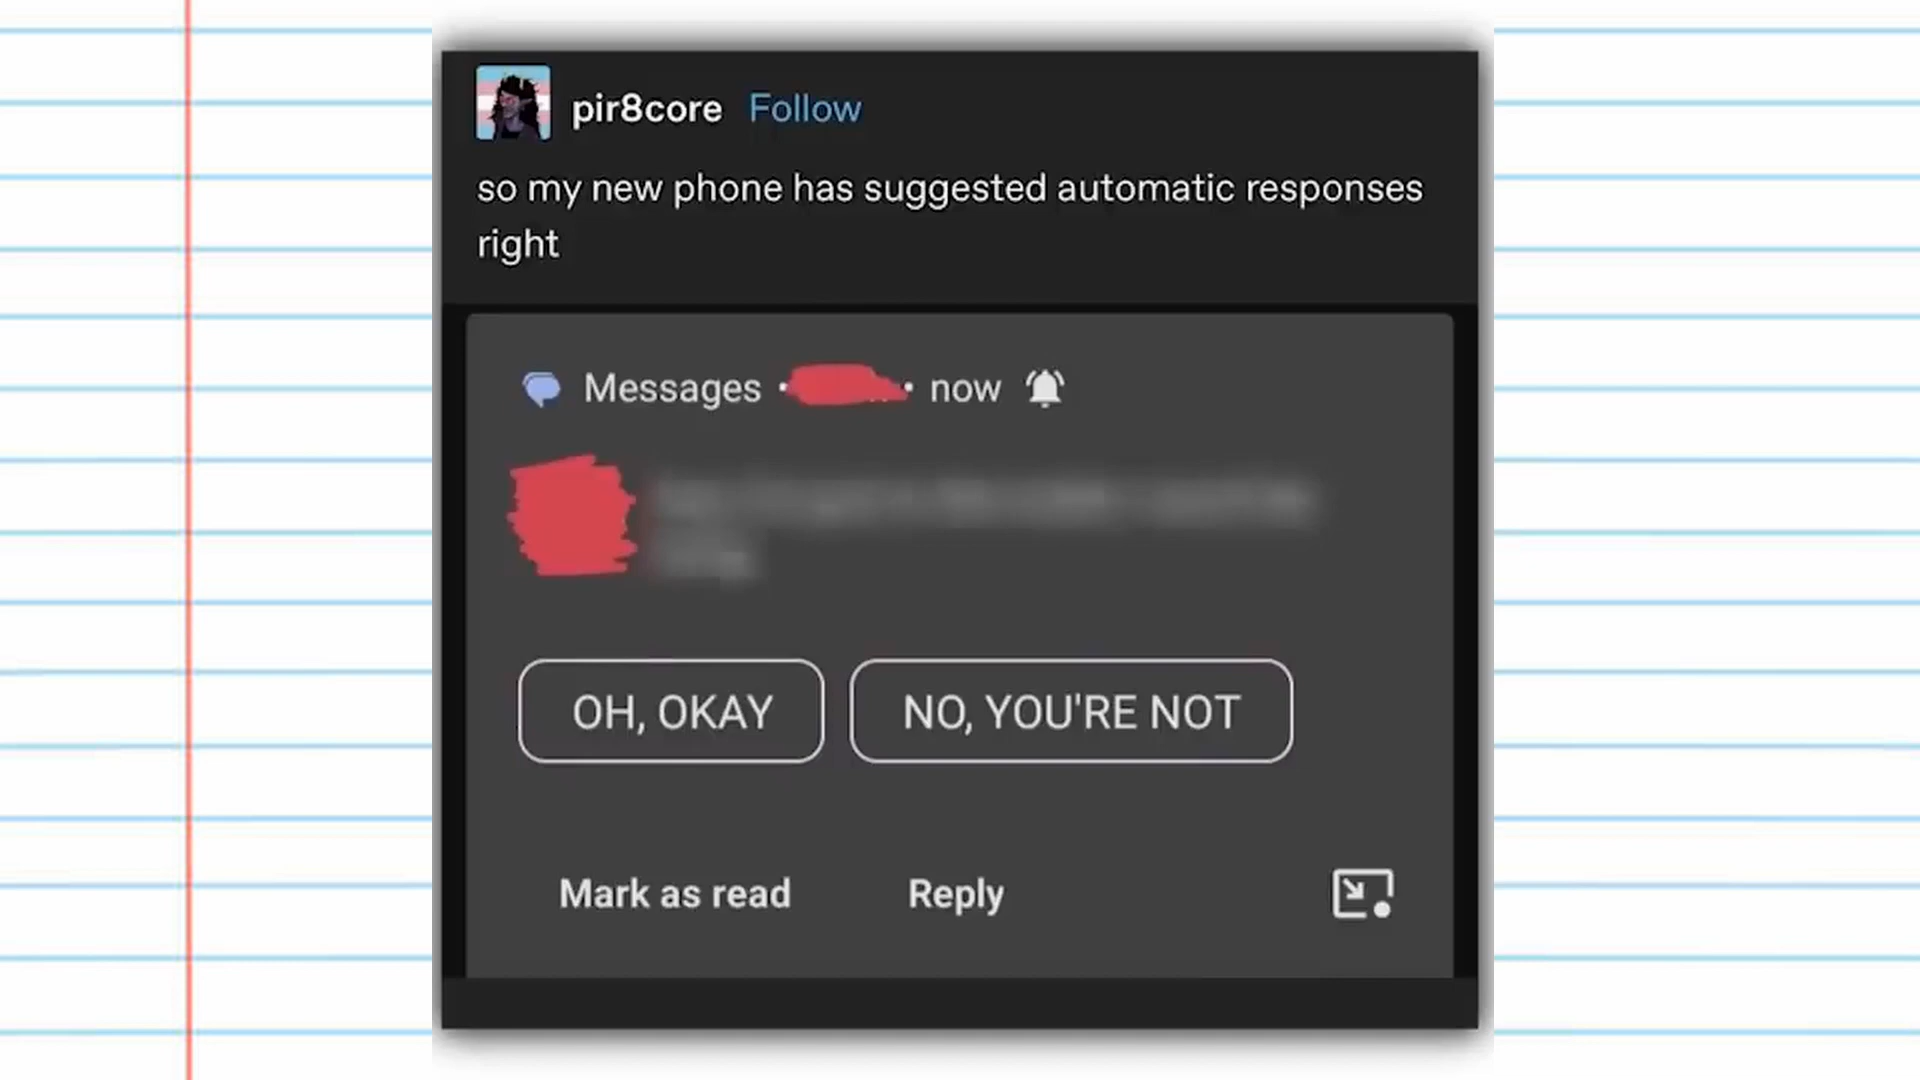 pir8core Follow
so my new phone has suggested automatic responses
right
Messages • • now
OH, OKAY NO, YOU'RE NOT
Mark as read Reply